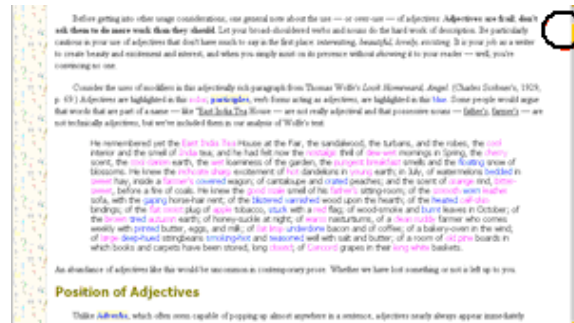 Before getting into other usage considerations, one general note about the use — or over-use — of adjectives: Adjectives are frail; don't
ask them to do more work than they should. Let your broad-shouldered verbs and nouns do the hard work of description. Be particularly
cautious in your use of adjectives that don't have much to say in the first place: interesting, beautiful, lovely, exciting. It is your job as a writer
to create beauty and excitement and interest, and when you simply insist on its presence without showing it to your reader — well, you're
convincing no one.
Consider the uses of modifiers in this adjectivally rich paragraph from Thomas Wolfe's Look Homeward, Angel. (Charles Scribner's, 1929,
p. 69.) Adjectives are highlighted in this color; participles, verb forms acting as adjectives, are highlighted in this blue. Some people would argue
that words that are part of a name — like "East India Tea House — are not really adjectival and that possessive nouns — father's, farmer's — are
not technically adjectives, but we've included them in our analysis of Wolfe's text.
He remembered yet the East India Tea House at the Fair, the sandalwood, the turbans, and the robes, the cool
interior and the smell of India tea; and he had felt now the nostalgic thrill of dew-wet mornings in Spring, the cherry
scent, the cool clarion earth, the wet loaminess of the garden, the pungent breakfast smells and the floating snow of
blossoms. He knew the inchoate sharp excitement of hot dandelions in young earth; in July, of watermelons bedded in
sweet hay, inside a farmer's covered wagon; of cantaloupe and crated peaches; and the scent of orange rind, bitter-
sweet, before a fire of coals. He knew the good male smell of his father's sitting-room; of the smooth worn leather
sofa, with the gaping horse-hair rent; of the blistered varnished wood upon the hearth; of the heated calf-skin
bindings; of the flat moist plug of apple tobacco, stuck with a red flag; of wood-smoke and burnt leaves in October; of
the brown tired autumn earth; of honey-suckle at night; of warm nasturtiums, of a clean ruddy farmer who comes
weekly with printed butter, eggs, and milk; of fat limp underdone bacon and of coffee; of a bakery-oven in the wind;
of large deep-hued stringbeans smoking-hot and seasoned well with salt and butter; of a room of old pine boards in
which books and carpets have been stored, long closed; of Concord grapes in their long white baskets.
An abundance of adjectives like this would be uncommon in contemporary prose. Whether we have lost something or not is left up to you.
Position of Adjectives
Unlike Adverbs, which often seem capable of popping up almost anywhere in a sentence, adjectives nearly always appear immediately